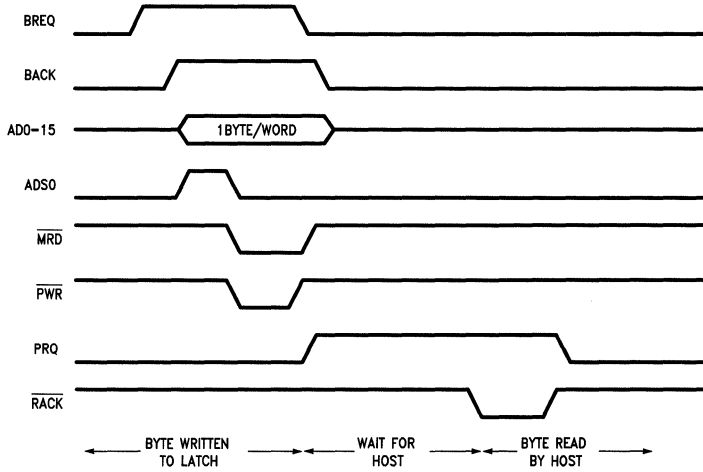 BREQ
BACK
AD0-15
1BYTE/WORD
ADS0
MRD
PWR
PRQ
RACK
BYTE WRITTEN
TO LATCH
WAIT FOR
HOST
BYTE READ
BY HOST